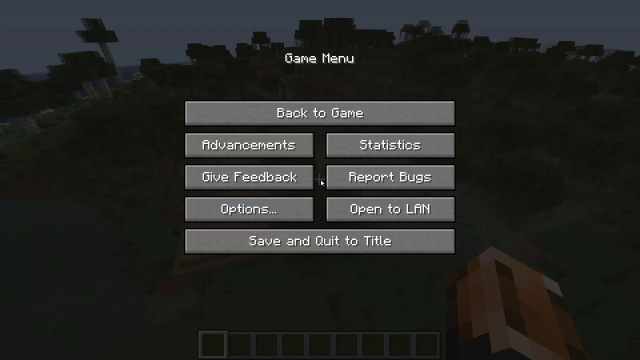 Game Menu
Back to Game
Advancements
Statistics
Give Feedback
Report Bugs
Options...
Open to LAN
Save and Quit to Title